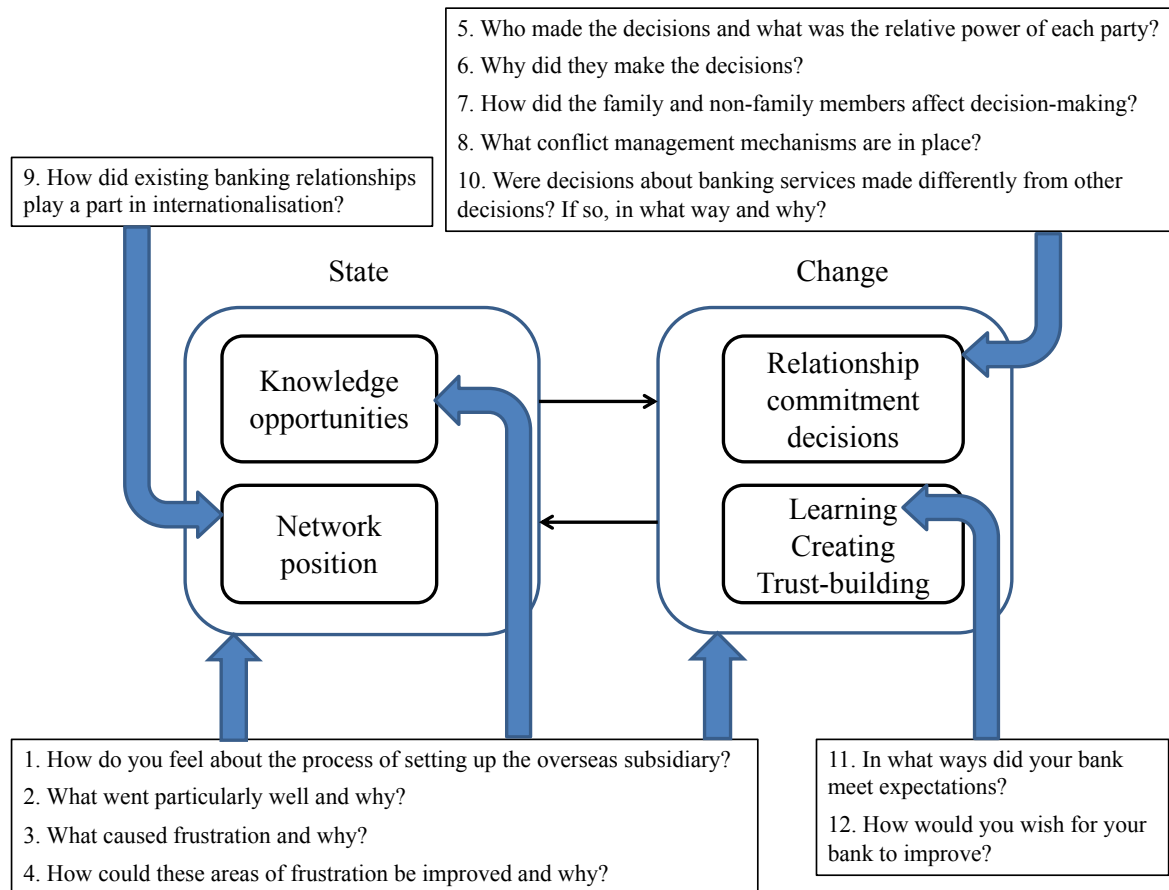 5. Who made the decisions and what was the relative power of each party?
6. Why did they make the decisions?
7. How did the family and non-family members affect decision-making?
8. What conflict management mechanisms are in place?
10. Were decisions about banking services made differently from other
decisions? If so, in what way and why?
9. How did existing banking relationships
play a part in internationalisation?
State
Change
Knowledge
opportunities
Relationship
commitment
decisions
Network
position
Learning
Creating
Trust-building
1. How do you feel about the process of setting up the overseas subsidiary?
2. What went particularly well and why?
3. What caused frustration and why?
4. How could these areas of frustration be improved and why?
11. In what ways did your bank
meet expectations?
12. How would you wish for your
bank to improve?